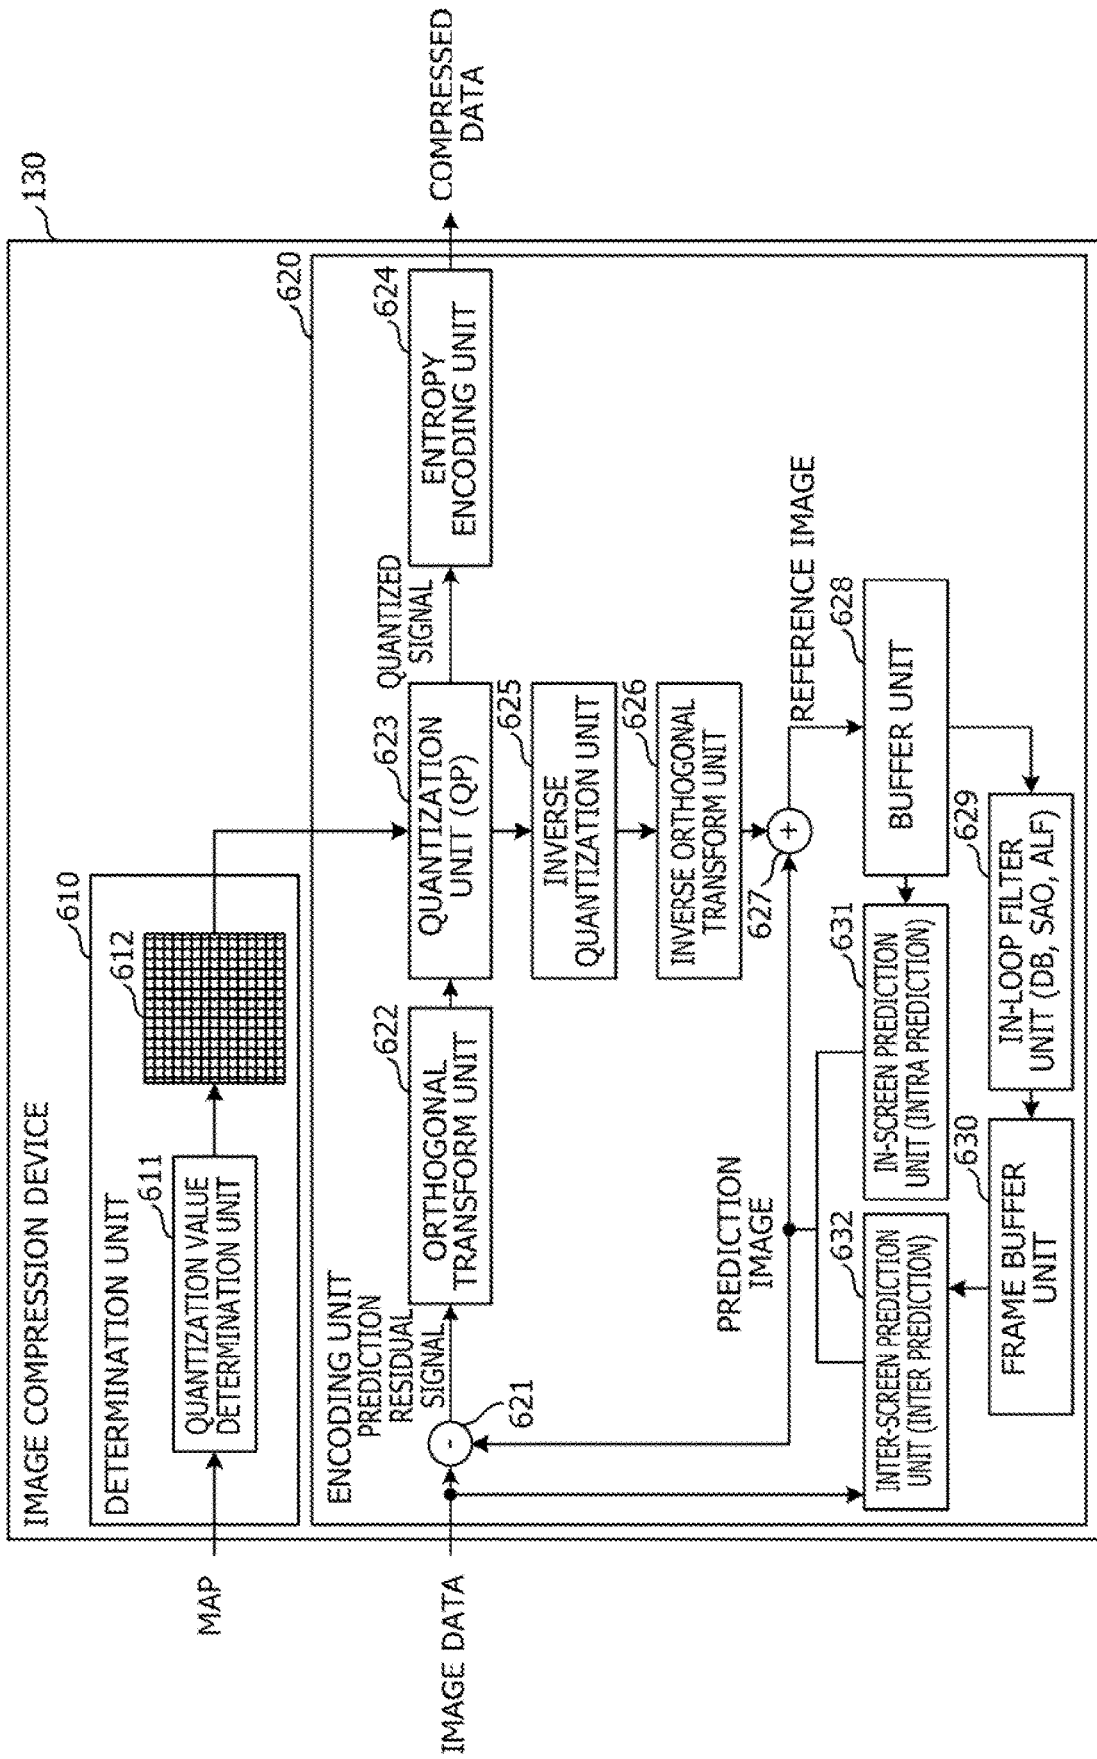 130
IMAGE COMPRESSION DEVICE
610
DETERMINATION UNIT
MAP
611
QUANTIZATION VALUE
DETERMINATION UNIT
612
620
ENCODING UNIT
IMAGE DATA
621
PREDICTION
RESIDUAL
SIGNAL
622
ORTHOGONAL
TRANSFORM UNIT
623
QUANTIZATION
UNIT (QP)
QUANTIZED
SIGNAL
624
ENTROPY
ENCODING UNIT
COMPRESSED
DATA
625
INVERSE
QUANTIZATION UNIT
626
INVERSE ORTHOGONAL
TRANSFORM UNIT
627
+
-
REFERENCE IMAGE
PREDICTION
IMAGE
628
BUFFER UNIT
632
INTER-SCREEN PREDICTION
UNIT (INTER PREDICTION)
631
IN-SCREEN PREDICTION
UNIT (INTRA PREDICTION)
630
FRAME BUFFER
UNIT
629
IN-LOOP FILTER
UNIT (DB, SAO, ALF)